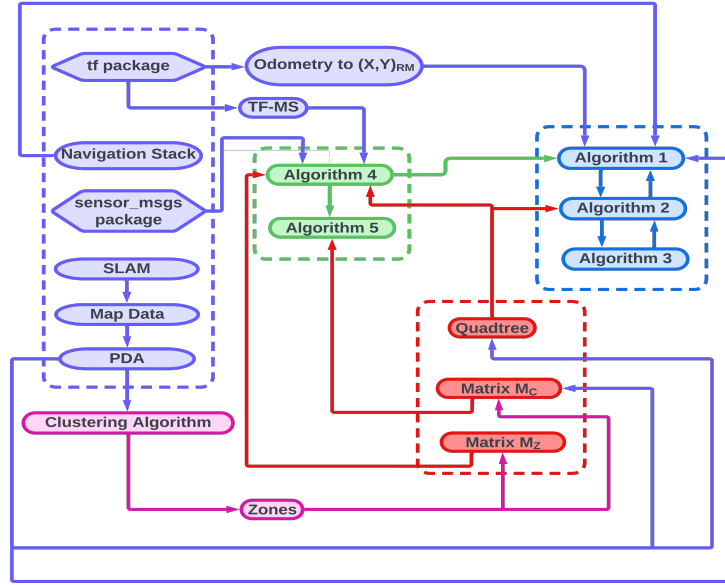 tf package
Odometry to (X,Y)RM
TF-MS
Navigation Stack
Algorithm 1
Algorithm 4
sensor_msgs
package
Algorithm 2
Algorithm 5
Algorithm 3
SLAM
Map Data
Quadtree
PDA
Matrix MC
Clustering Algorithm
Matrix MZ
Zones